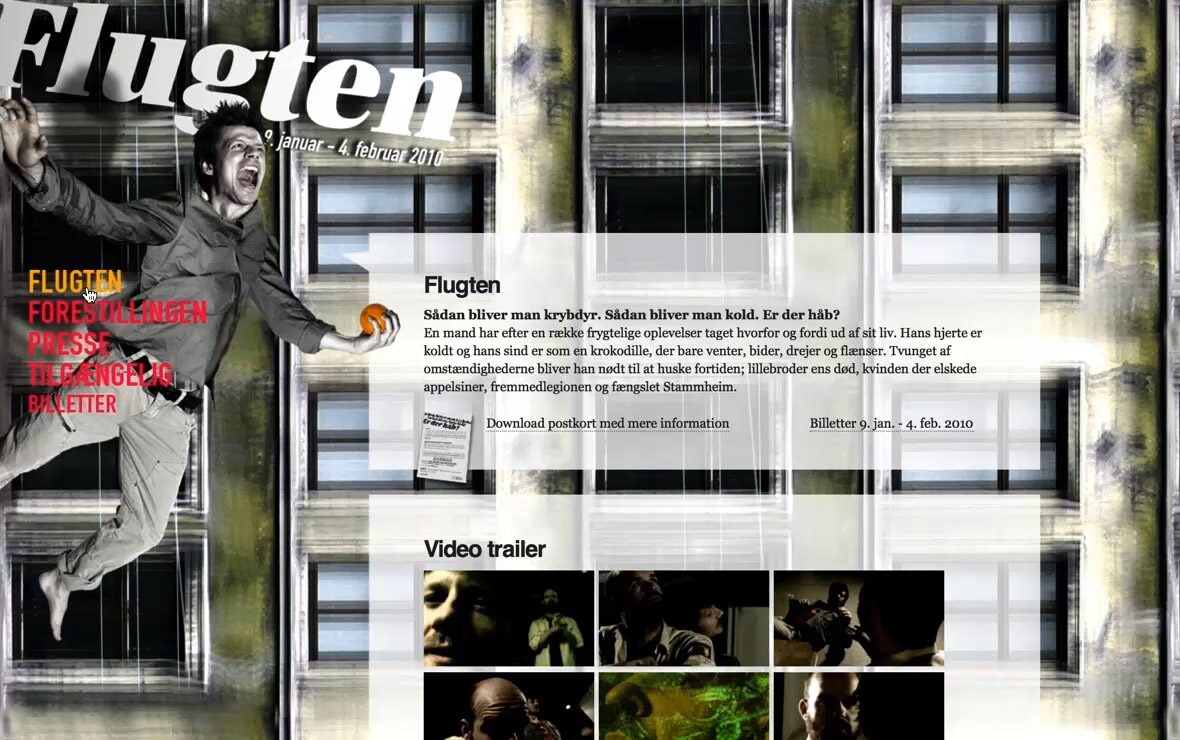 Flugten
9. januar - 4. februar 2010
FLUGTEN
FORESTILLINGEN
PRESSE
TILGÆNGELIG
BILLETTER
Flugten
Sådan bliver man krybdyr. Sådan bliver man kold. Er der håb?
En mand har efter en række frygtelige oplevelser taget hvorfor og fordi ud af sit liv. Hans hjerte er
koldt og hans sind er som en krokodille, der bare venter, bider, drejer og flænser. Tvunget af
omstændighederne bliver han nødt til at huske fortiden; lillebroder ens død, kvinden der elskede
appelsiner, fremmedlegionen og fængslet Stammheim.
Er der håb?
Download postkort med mere information
Billetter 9. jan. - 4. feb. 2010
Video trailer